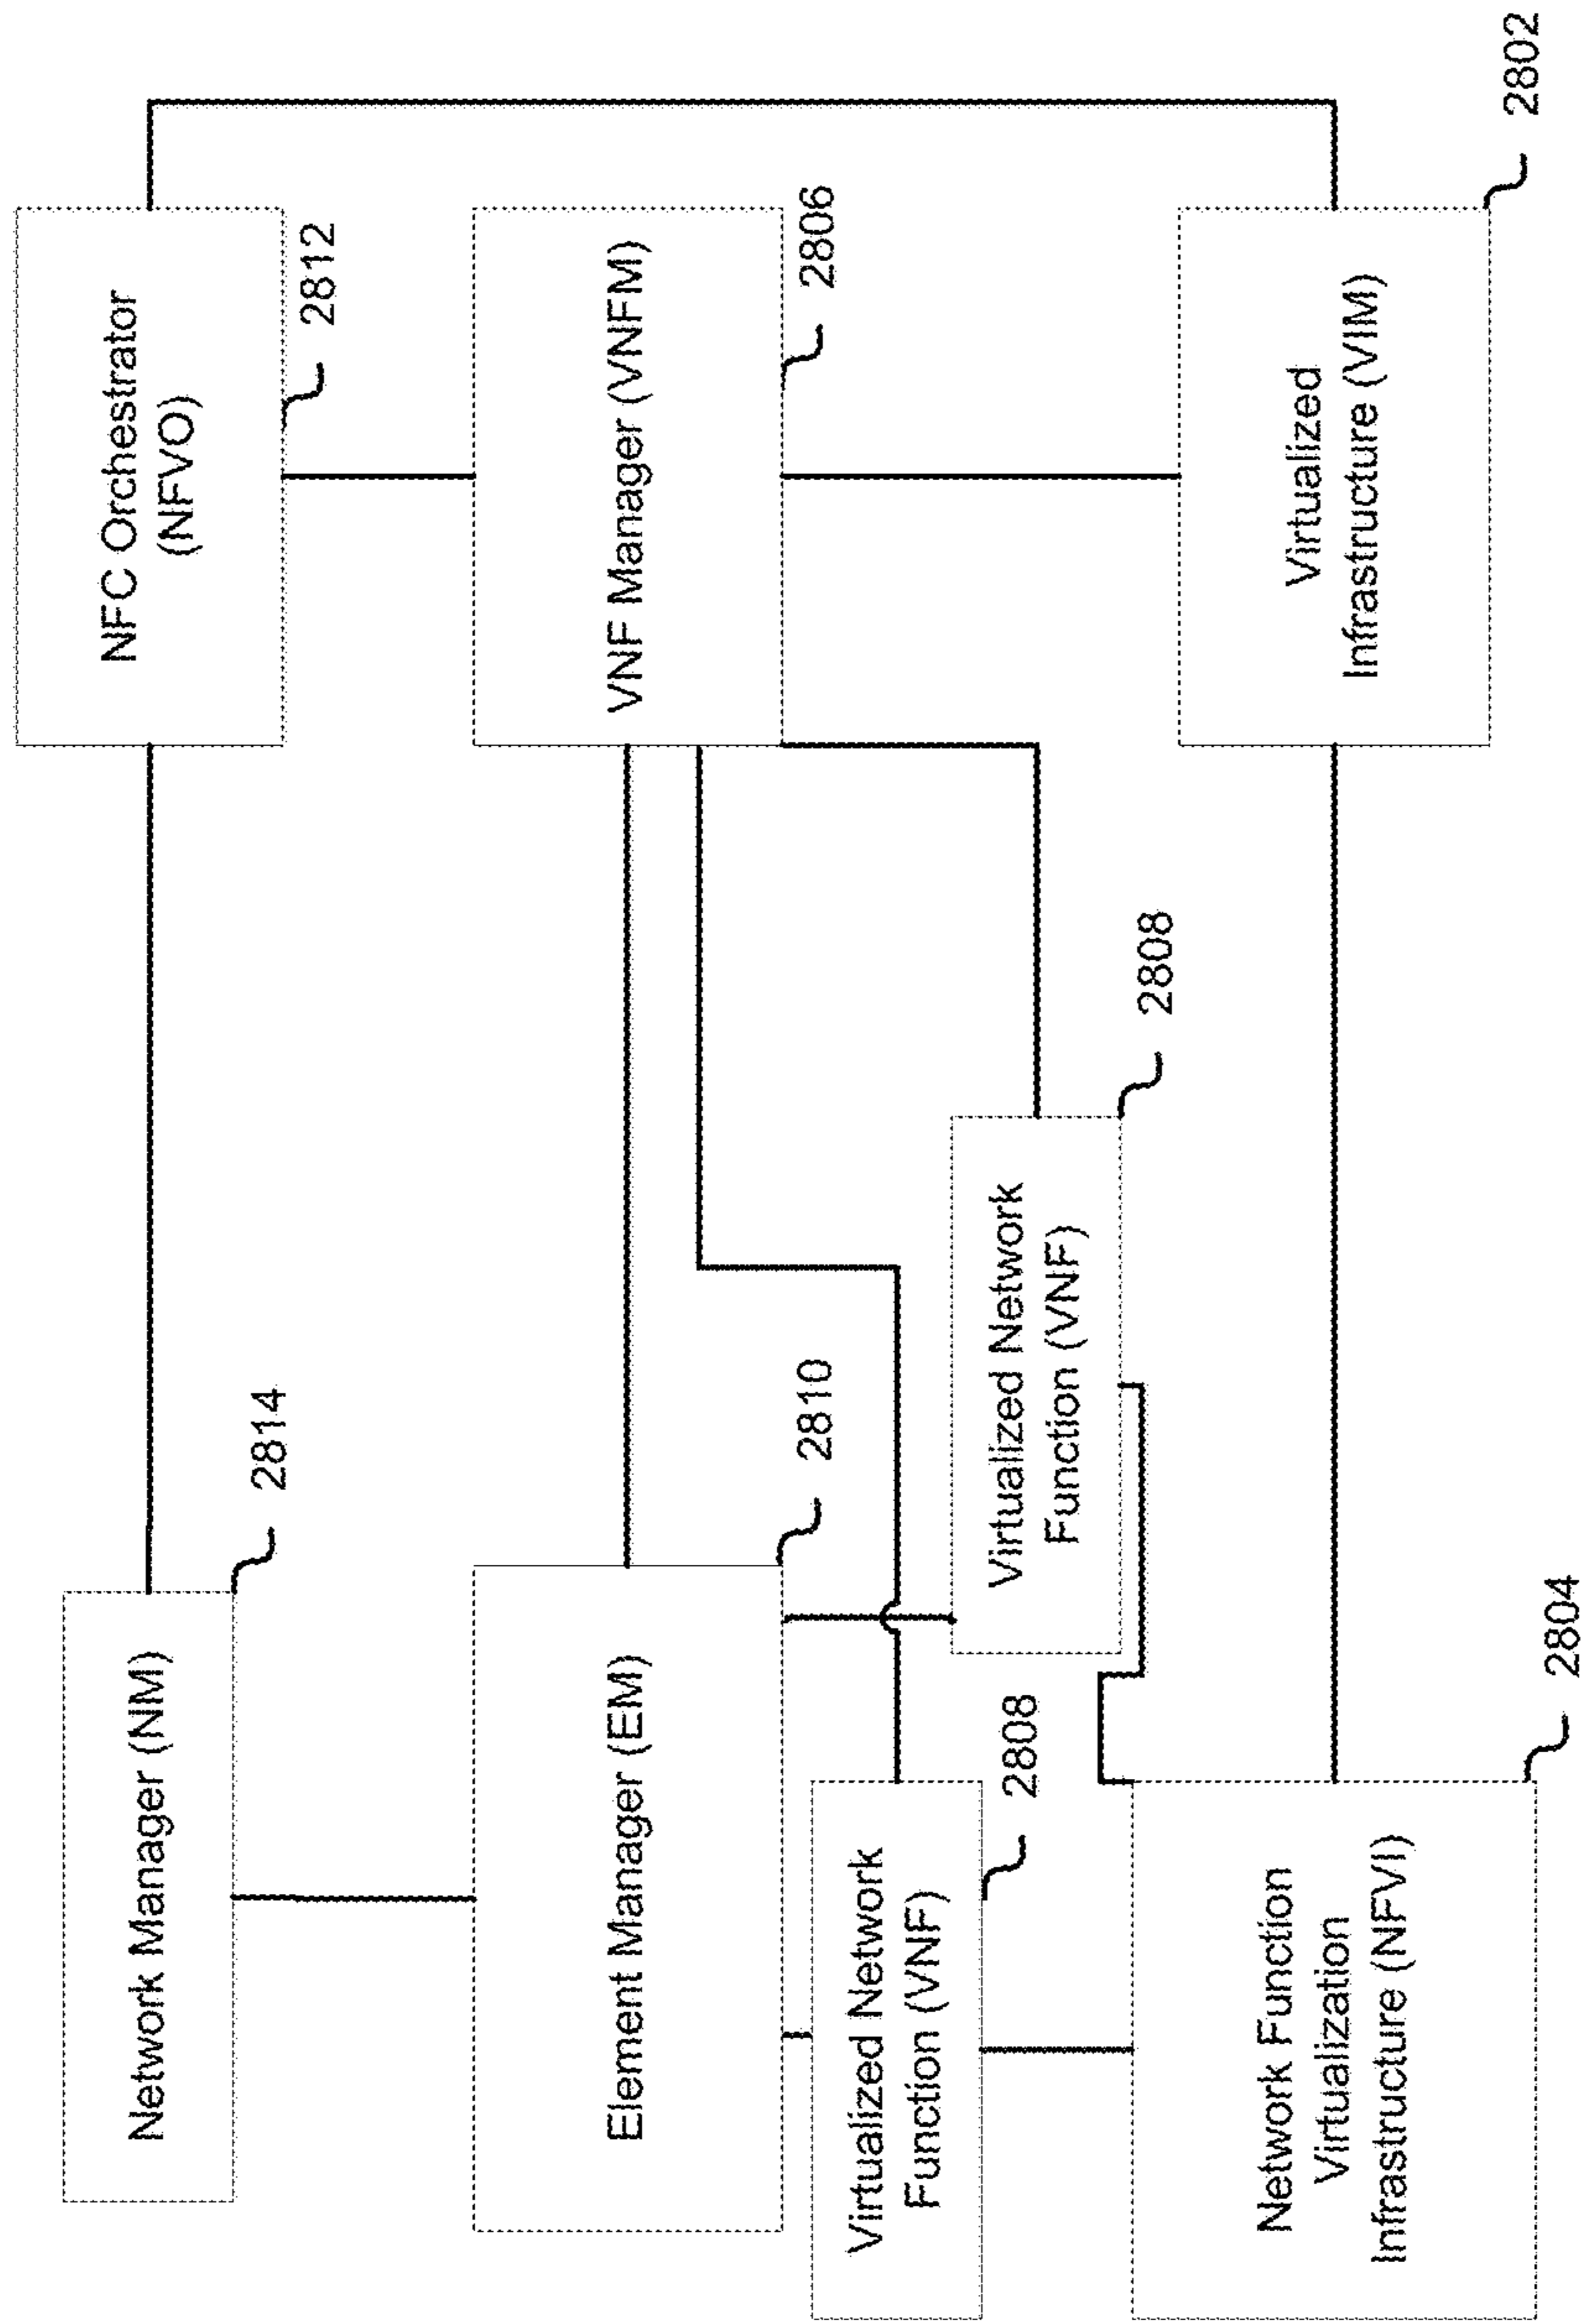 Network Manager (NM)
2814
NFC Orchestrator
(NFVO)
2812
Element Manager (EM)
2810
VNF Manager (VNFM)
2806
Virtualized Network
Function (VNF)
2808
Virtualized Network
Function (VNF)
2808
Network Function
Virtualization
Infrastructure (NFVI)
2804
Virtualized
Infrastructure (VIM)
2802